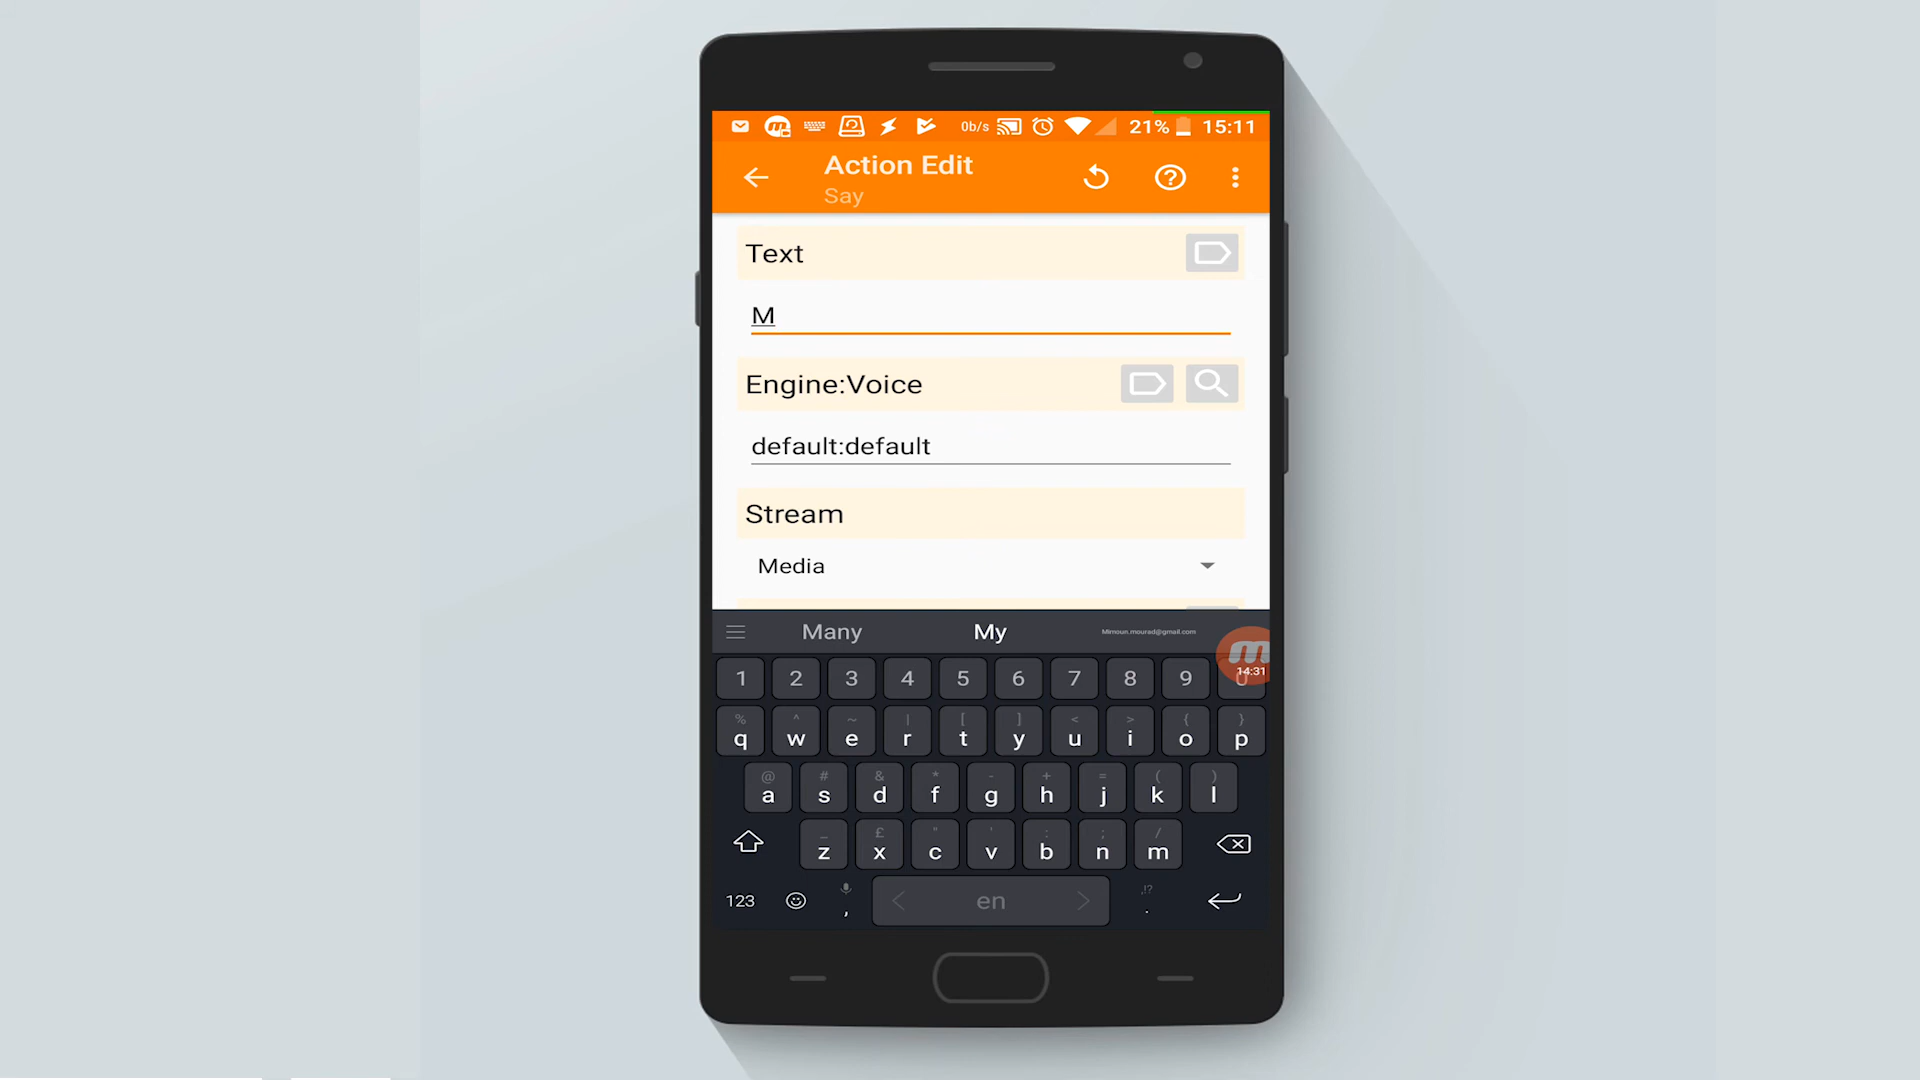 0b/s 21% 15:11
Action Edit
Say
Text
M
Engine:Voice
default:default
Stream
Media
Many My Mimoun.mourad@gmail.com
14:31
1 2 3 4 5 6 7 8 9 0
% ^ ~ | [ ] < > { }
q w e r t y u i o p
@ # & * - + = ( )
a s d f g h j k l
_ £ " ' : ; /
z x c v b n m
,!?
123 , < en > .